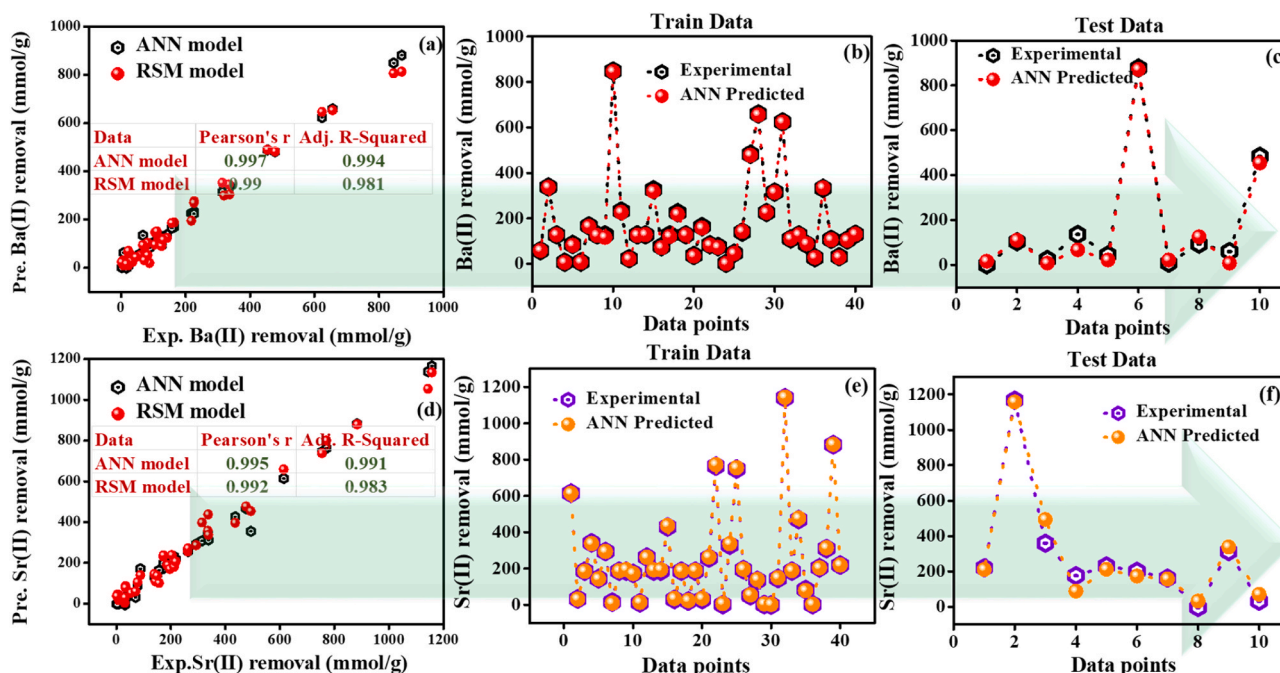 ANN model
RSM model
(a)
Data Pearson's r Adj. R-Squared
ANN model 0.997 0.994
RSM model 0.99 0.981
1000
800
600
400
200
0
0 200 400 600 800 1000
Pre. Ba(II) removal (mmol/g)
Exp. Ba(II) removal (mmol/g)
Train Data
(b)
Experimental
ANN Predicted
1000
800
600
400
200
0
0 10 20 30 40
Ba(II) removal (mmol/g)
Data points
Test Data
(c)
Experimental
ANN Predicted
1000
800
600
400
200
0
0 2 4 6 8 10
Ba(II) removal (mmol/g)
Data points
ANN model
RSM model
(d)
Data Pearson's r Adj. R-Squared
ANN model 0.995 0.991
RSM model 0.992 0.983
1200
1000
800
600
400
200
0
0 200 400 600 800 1000 1200
Pre. Sr(II) removal (mmol/g)
Exp.Sr(II) removal (mmol/g)
Train Data
(e)
Experimental
ANN Predicted
1200
1000
800
600
400
200
0
0 10 20 30 40
Sr(II) removal (mmol/g)
Data points
Test Data
(f)
Experimental
ANN Predicted
1200
1000
800
600
400
200
0
0 2 4 6 8 10
Sr(II) removal (mmol/g)
Data points